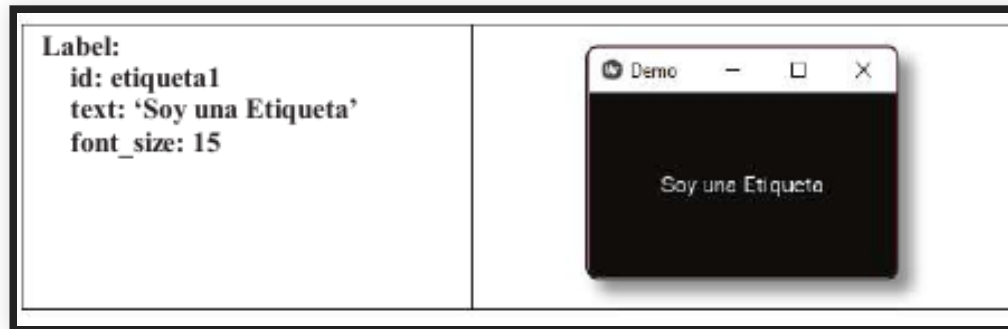 Label:
id: etiqueta1
text: ‘Soy una Etiqueta’
font_size: 15
Demo
Soy una Etiqueta